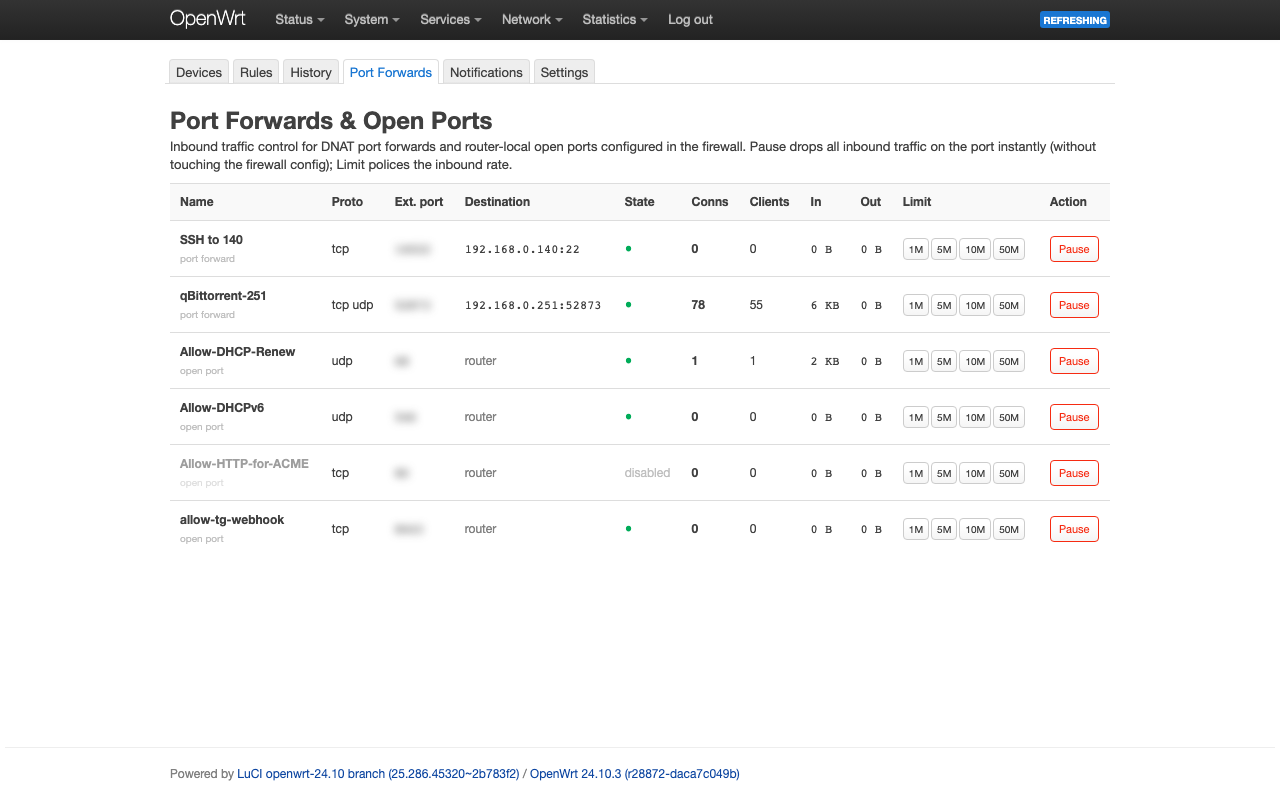 OpenWrt Status System Services Network Statistics Log out REFRESHING
Devices Rules History Port Forwards Notifications Settings
Port Forwards & Open Ports
Inbound traffic control for DNAT port forwards and router-local open ports configured in the firewall. Pause drops all inbound traffic on the port instantly (without
touching the firewall config); Limit polices the inbound rate.
Name Proto Ext. port Destination State Conns Clients In Out Limit Action
SSH to 140
port forward
tcp 192.168.0.140:22 0 0 0 B 0 B 1M 5M 10M 50M Pause
qBittorrent-251
port forward
tcp udp 192.168.0.251:52873 78 55 6 KB 0 B 1M 5M 10M 50M Pause
Allow-DHCP-Renew
open port
udp router 1 1 2 KB 0 B 1M 5M 10M 50M Pause
Allow-DHCPv6
open port
udp router 0 0 0 B 0 B 1M 5M 10M 50M Pause
Allow-HTTP-for-ACME
open port
tcp router disabled 0 0 0 B 0 B 1M 5M 10M 50M Pause
allow-tg-webhook
open port
tcp router 0 0 0 B 0 B 1M 5M 10M 50M Pause
Powered by LuCI openwrt-24.10 branch (25.286.45320~2b783f2) / OpenWrt 24.10.3 (r28872-daca7c049b)